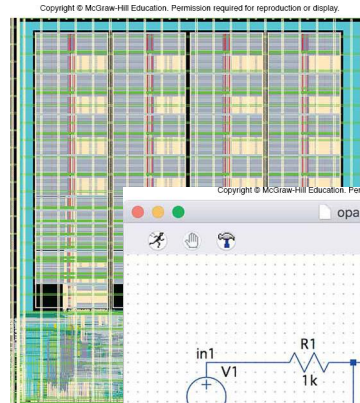 Copyright © McGraw-Hill Education. Permission required for reproduction or display.
Copyright © McGraw-Hill Education. Per
opa
in1
V1
R1
1k